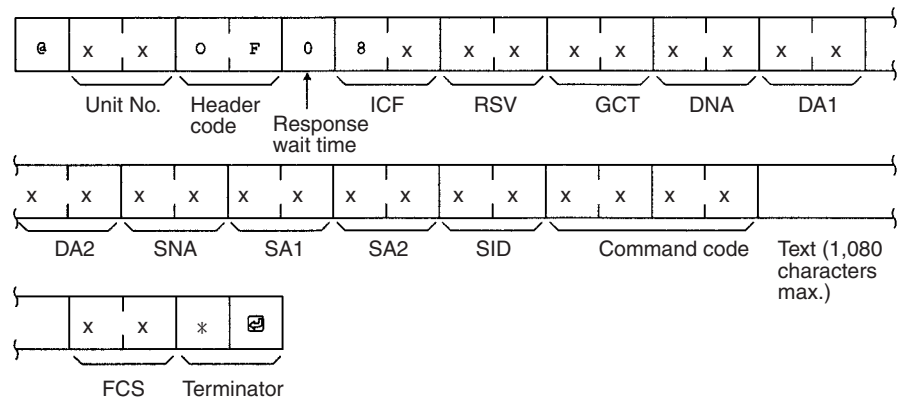 @ x x O F 0 8 x x x x x x x x x
Unit No. Header code Response wait time ICF RSV GCT DNA DA1
x x x x x x x x x x x x x x
DA2 SNA SA1 SA2 SID Command code Text (1,080 characters max.)
x x * ↵
FCS Terminator